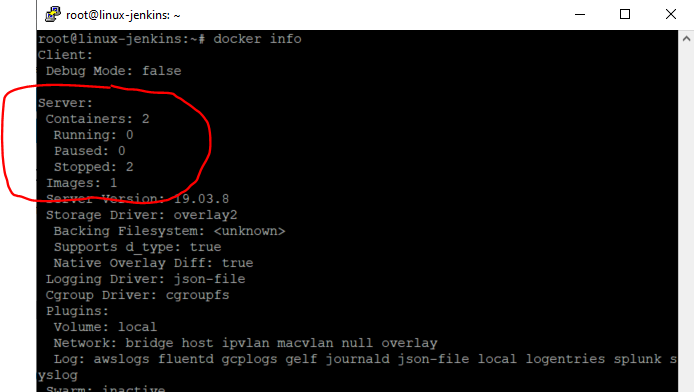 root@linux-jenkins: ~
root@linux-jenkins:~# docker info
Client:
Debug Mode: false
Server:
Containers: 2
Running: 0
Paused: 0
Stopped: 2
Images: 1
Server Version: 19.03.8
Storage Driver: overlay2
Backing Filesystem: <unknown>
Supports d_type: true
Native Overlay Diff: true
Logging Driver: json-file
Cgroup Driver: cgroupfs
Plugins:
Volume: local
Network: bridge host ipvlan macvlan null overlay
Log: awslogs fluentd gcplogs gelf journald json-file local logentries splunk s
yslog
Swarm: inactive